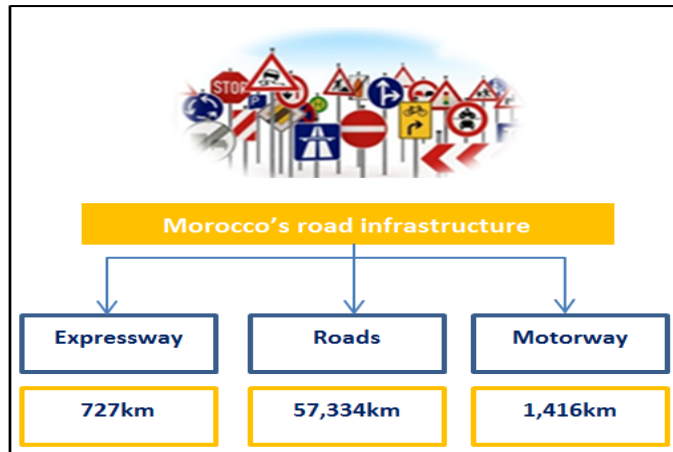 STOP
P
Morocco's road infrastructure
Expressway
Roads
Motorway
727km
57,334km
1,416km